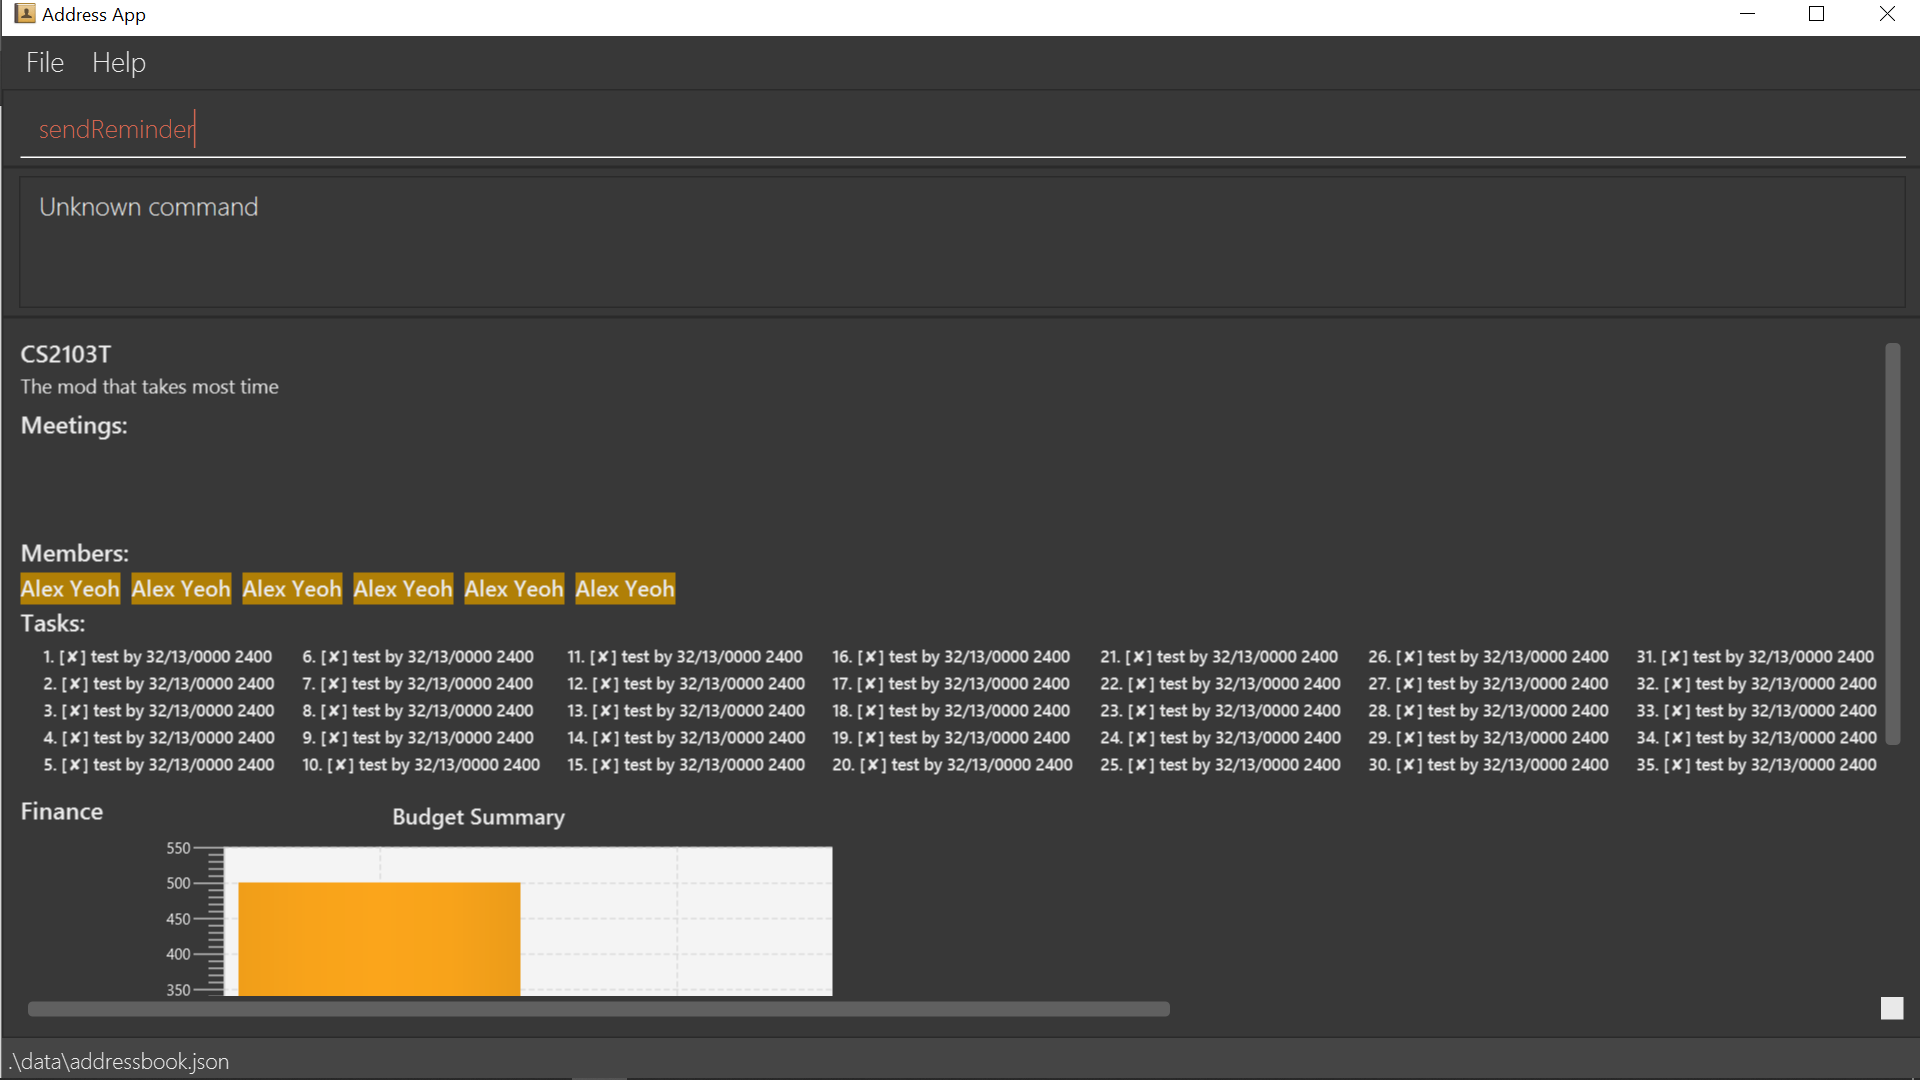 Address App
File Help
sendReminder
Unknown command
CS2103T
The mod that takes most time
Meetings:
Members:
Alex Yeoh Alex Yeoh Alex Yeoh Alex Yeoh Alex Yeoh Alex Yeoh
Tasks:
1. [✘] test by 32/13/0000 2400 6. [✘] test by 32/13/0000 2400 11. [✘] test by 32/13/0000 2400 16. [✘] test by 32/13/0000 2400 21. [✘] test by 32/13/0000 2400 26. [✘] test by 32/13/0000 2400 31. [✘] test by 32/13/0000 2400
2. [✘] test by 32/13/0000 2400 7. [✘] test by 32/13/0000 2400 12. [✘] test by 32/13/0000 2400 17. [✘] test by 32/13/0000 2400 22. [✘] test by 32/13/0000 2400 27. [✘] test by 32/13/0000 2400 32. [✘] test by 32/13/0000 2400
3. [✘] test by 32/13/0000 2400 8. [✘] test by 32/13/0000 2400 13. [✘] test by 32/13/0000 2400 18. [✘] test by 32/13/0000 2400 23. [✘] test by 32/13/0000 2400 28. [✘] test by 32/13/0000 2400 33. [✘] test by 32/13/0000 2400
4. [✘] test by 32/13/0000 2400 9. [✘] test by 32/13/0000 2400 14. [✘] test by 32/13/0000 2400 19. [✘] test by 32/13/0000 2400 24. [✘] test by 32/13/0000 2400 29. [✘] test by 32/13/0000 2400 34. [✘] test by 32/13/0000 2400
5. [✘] test by 32/13/0000 2400 10. [✘] test by 32/13/0000 2400 15. [✘] test by 32/13/0000 2400 20. [✘] test by 32/13/0000 2400 25. [✘] test by 32/13/0000 2400 30. [✘] test by 32/13/0000 2400 35. [✘] test by 32/13/0000 2400
Finance
Budget Summary
550
500
450
400
350
.\data\addressbook.json